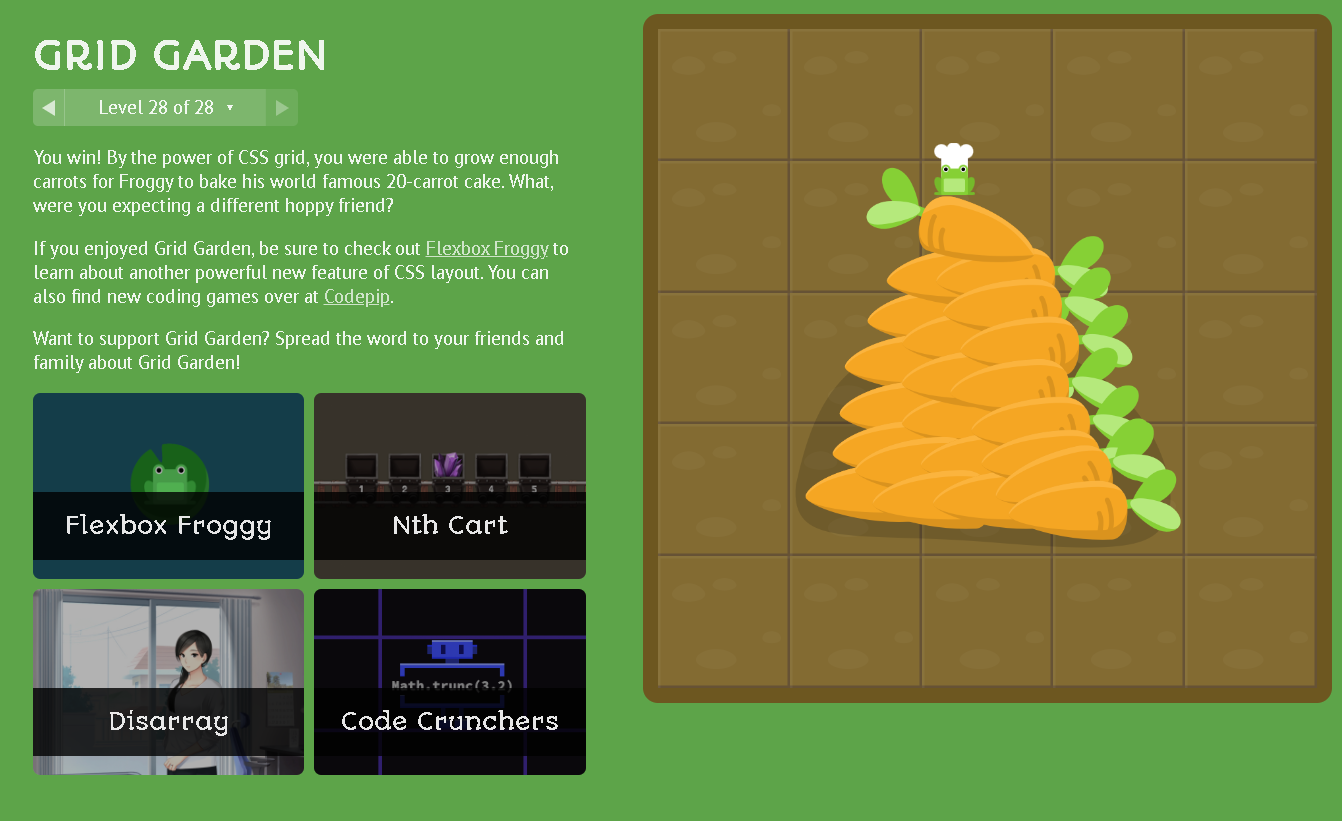 GRID GARDEN
Level 28 of 28
You win! By the power of CSS grid, you were able to grow enough
carrots for Froggy to bake his world famous 20-carrot cake. What,
were you expecting a different hoppy friend?
If you enjoyed Grid Garden, be sure to check out Flexbox Froggy to
learn about another powerful new feature of CSS layout. You can
also find new coding games over at Codepip.
Want to support Grid Garden? Spread the word to your friends and
family about Grid Garden!
1 2 3 4 5
Flexbox Froggy
Nth Cart
Math.trunc(3.2)
Disarray
Code Crunchers